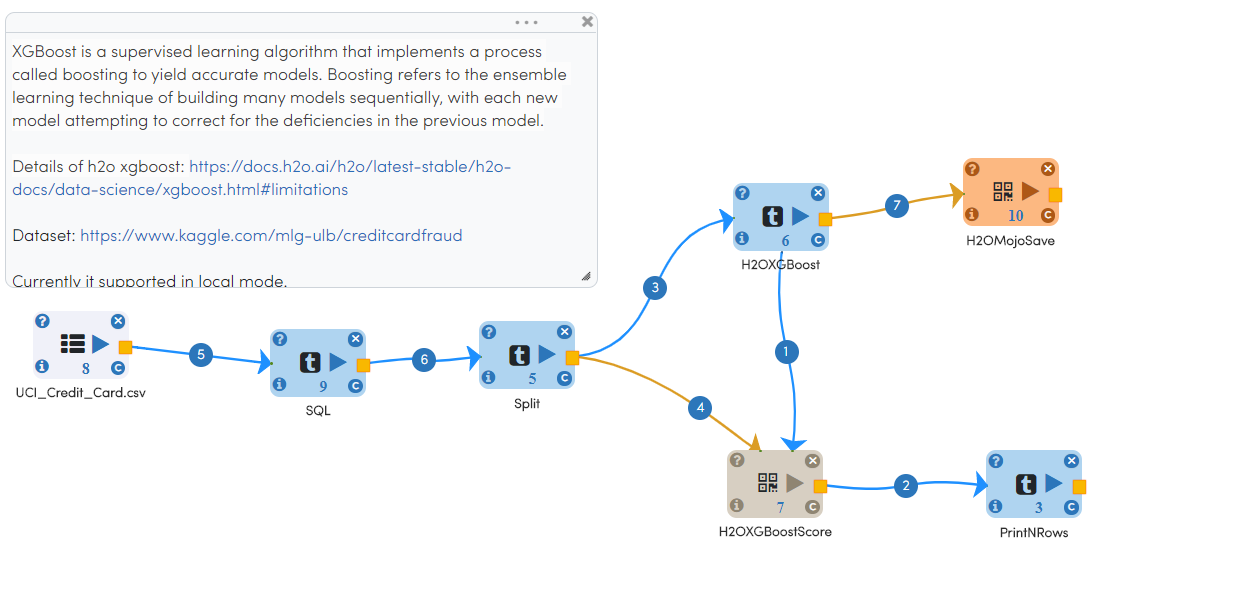 XGBoost is a supervised learning algorithm that implements a process
called boosting to yield accurate models. Boosting refers to the ensemble
learning technique of building many models sequentially, with each new
model attempting to correct for the deficiencies in the previous model.
Details of h2o xgboost: https://docs.h2o.ai/h2o/latest-stable/h2o-
docs/data-science/xgboost.html#limitations
Dataset: https://www.kaggle.com/mlg-ulb/creditcardfraud
Currently it supported in local mode.
? t
i 6 C
H2OXGBoost
7
?
i 10 C
H2OMojoSave
3
?
i 8 C
UCI_Credit_Card.csv
5
? t
i 9 C
SQL
6
? t
i 5 C
Split
1
4
?
i 7 C
H2OXGBoostScore
2
? t
i 3 C
PrintNRows